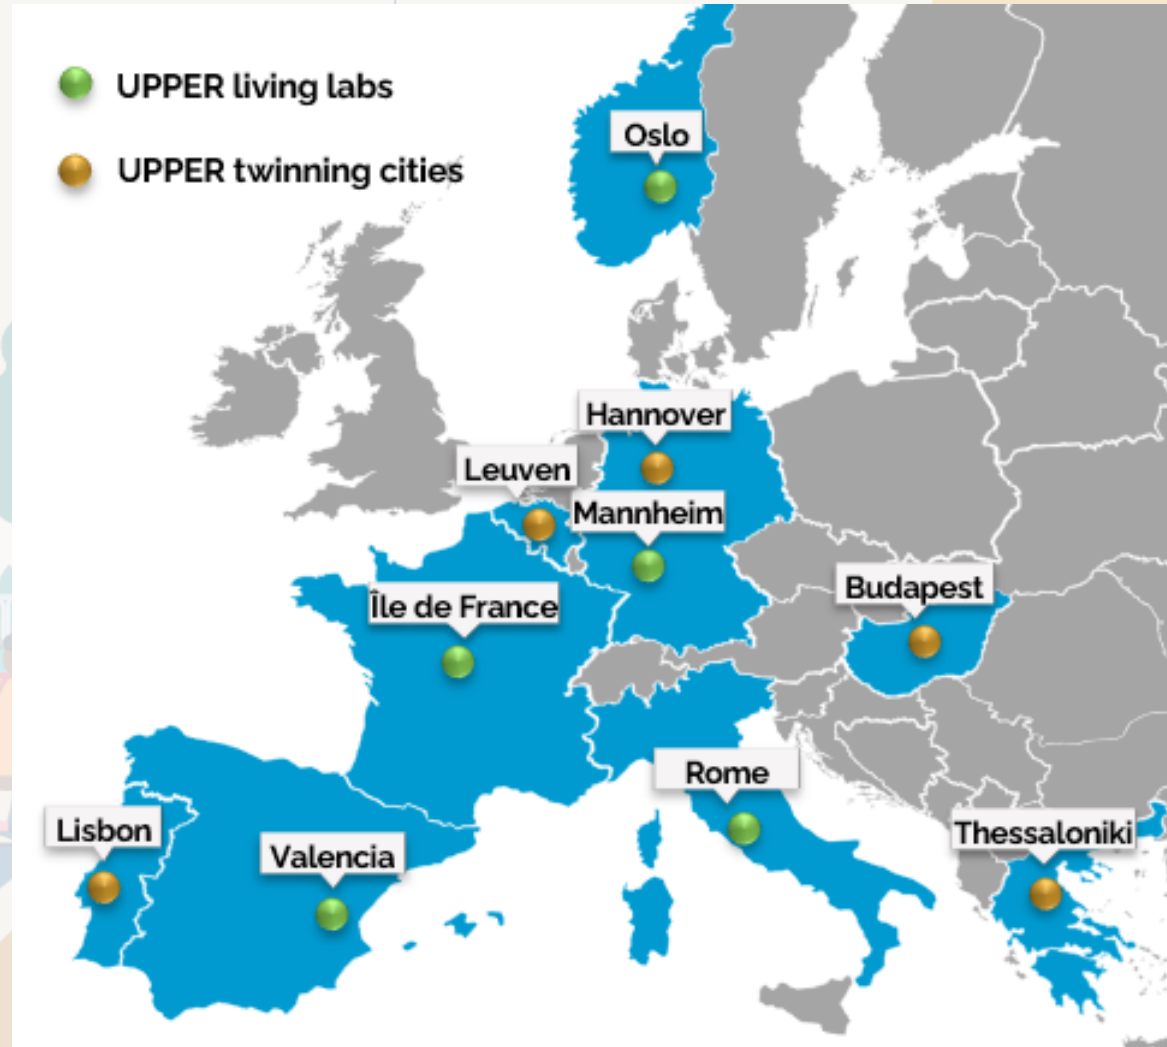 UPPER living labs
UPPER twinning cities
Oslo
Hannover
Leuven
Mannheim
Île de France
Budapest
Rome
Lisbon
Valencia
Thessaloniki